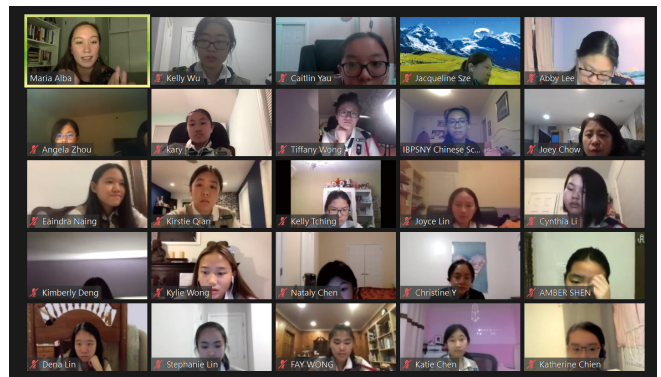 Maria Alba
Kelly Wu
Caitlin Yau
Jacqueline Sze
Abby Lee
Angela Zhou
kary j
Tiffany Wong
IBPSNY Chinese Sc...
Joey Chow
Eaindra Naing
Kirstie Qian
Kelly Tching
Joyce Lin
Cynthia Li
Kimberly Deng
Kylie Wong
Nataly Chen
Christine Y
AMBER SHEN
Dena Lin
Stephanie Lin
FAY WONG
Katie Chen
Katherine Chien